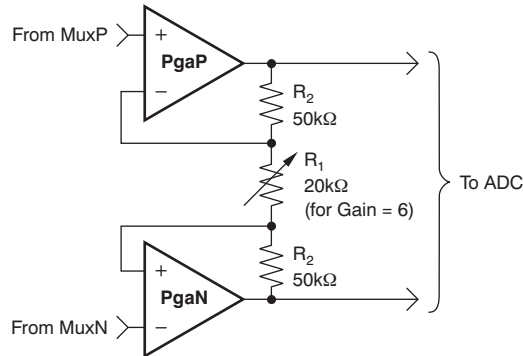 From MuxP
+
PgaP
−
R2
50kΩ
R1
20kΩ
(for Gain = 6)
To ADC
R2
50kΩ
+
PgaN
From MuxN
−